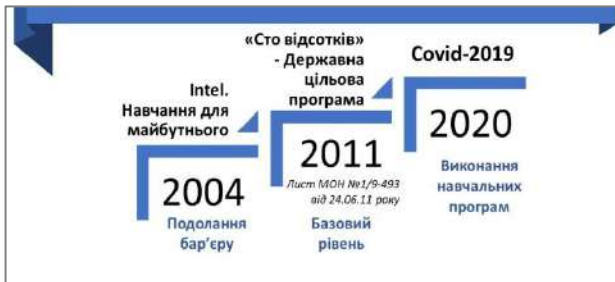 Intel.
Навчання для
майбутнього
2004
Подолання
бар’єру
«Сто відсотків»
- Державна
цільова
програма
2011
Лист МОН №1/9-493
від 24.06.11 року
Базовий
рівень
Covid-2019
2020
Виконання
навчальних
програм